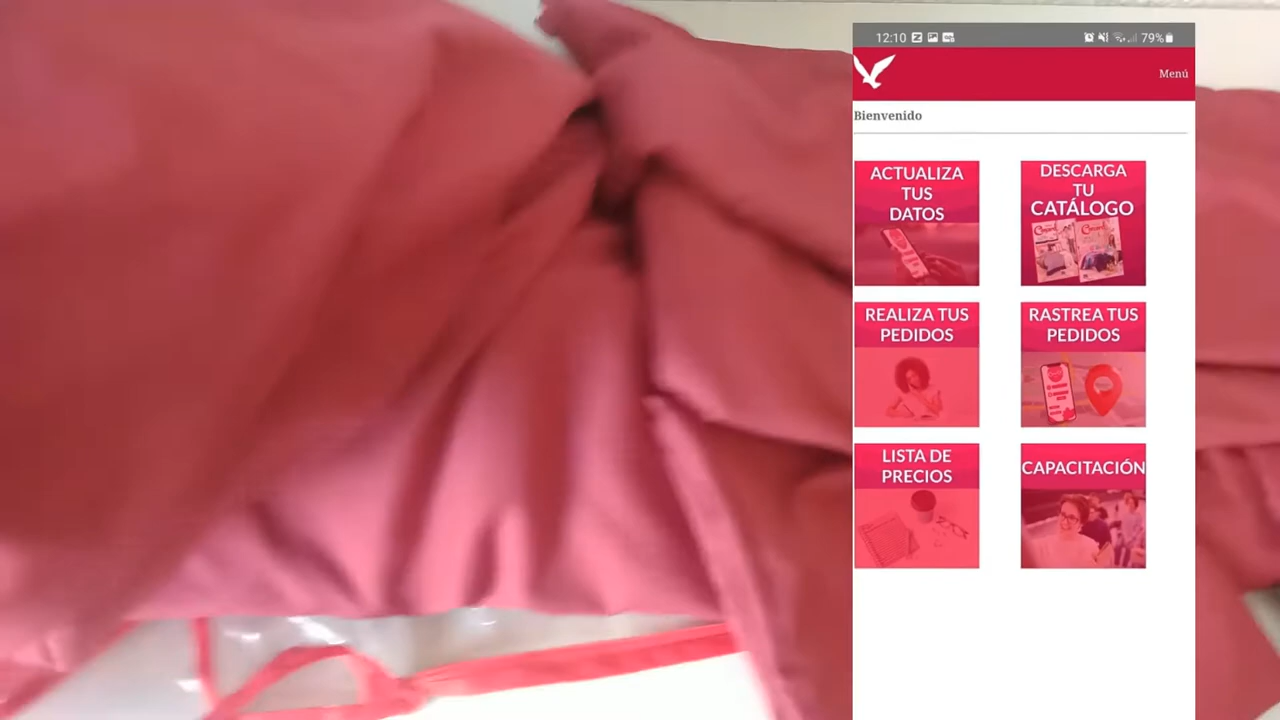 12:10
79%
Menú
Bienvenido
ACTUALIZA
TUS
DATOS
DESCARGA
TU
CATÁLOGO
REALIZA TUS
PEDIDOS
RASTREA TUS
PEDIDOS
LISTA DE
PRECIOS
CAPACITACIÓN